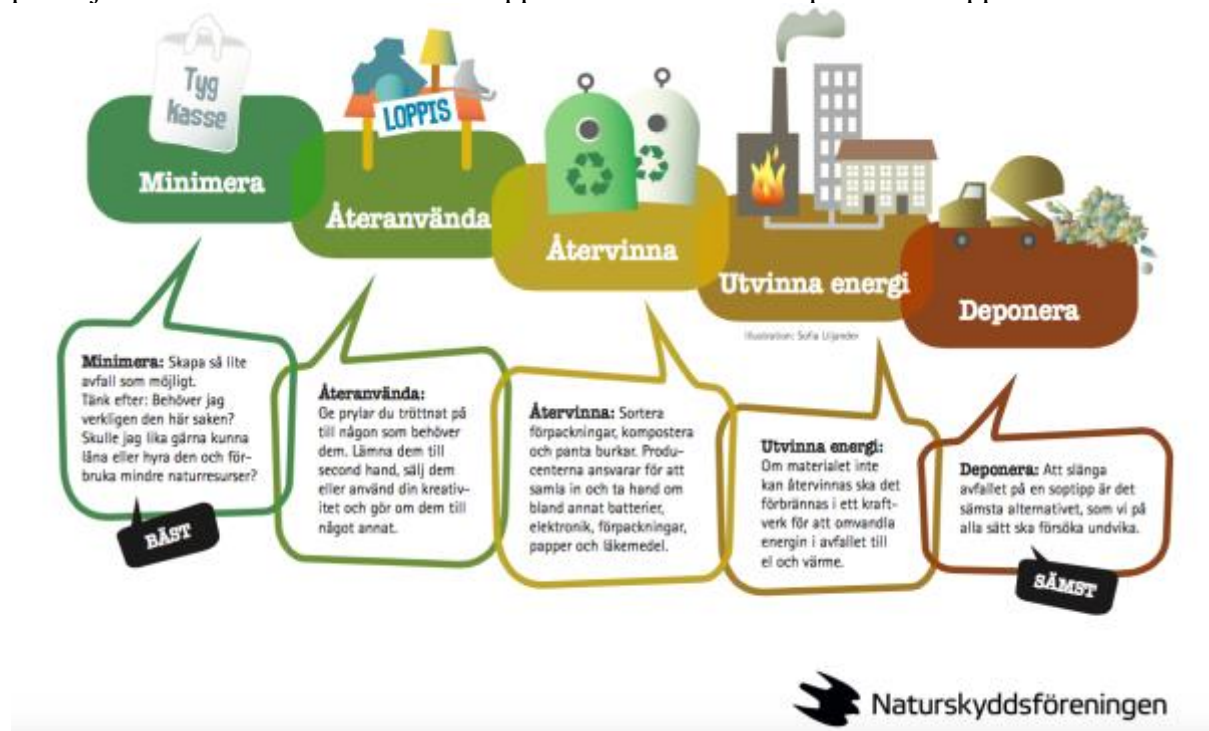 Tyg
kasse
LOPPIS
Minimera
Återanvända
Återvinna
Utvinna energi
Deponera
Illustration: Sofia Liljander
Minimera: Skapa så lite
avfall som möjligt.
Tänk efter: Behöver jag
verkligen den här saken?
Skulle jag lika gärna kunna
låna eller hyra den och för-
bruka mindre naturresurser?
BÄST
Återanvända:
Ge prylar du tröttnat på
till någon som behöver
dem. Lämna dem till
second hand, sälj dem
eller använd din kreativ-
itet och gör om dem till
något annat.
Återvinna: Sortera
förpackningar, kompostera
och panta burkar. Produ-
centerna ansvarar för att
samla in och ta hand om
bland annat batterier,
elektronik, förpackningar,
papper och läkemedel.
Utvinna energi:
Om materialet inte
kan återvinnas ska det
förbrännas i ett kraft-
verk för att omvandla
energin i avfallet till
el och värme.
Deponera: Att slänga
avfallet på en soptipp är det
sämsta alternativet, som vi på
alla sätt ska försöka undvika.
SÄMST
Naturskyddsföreningen